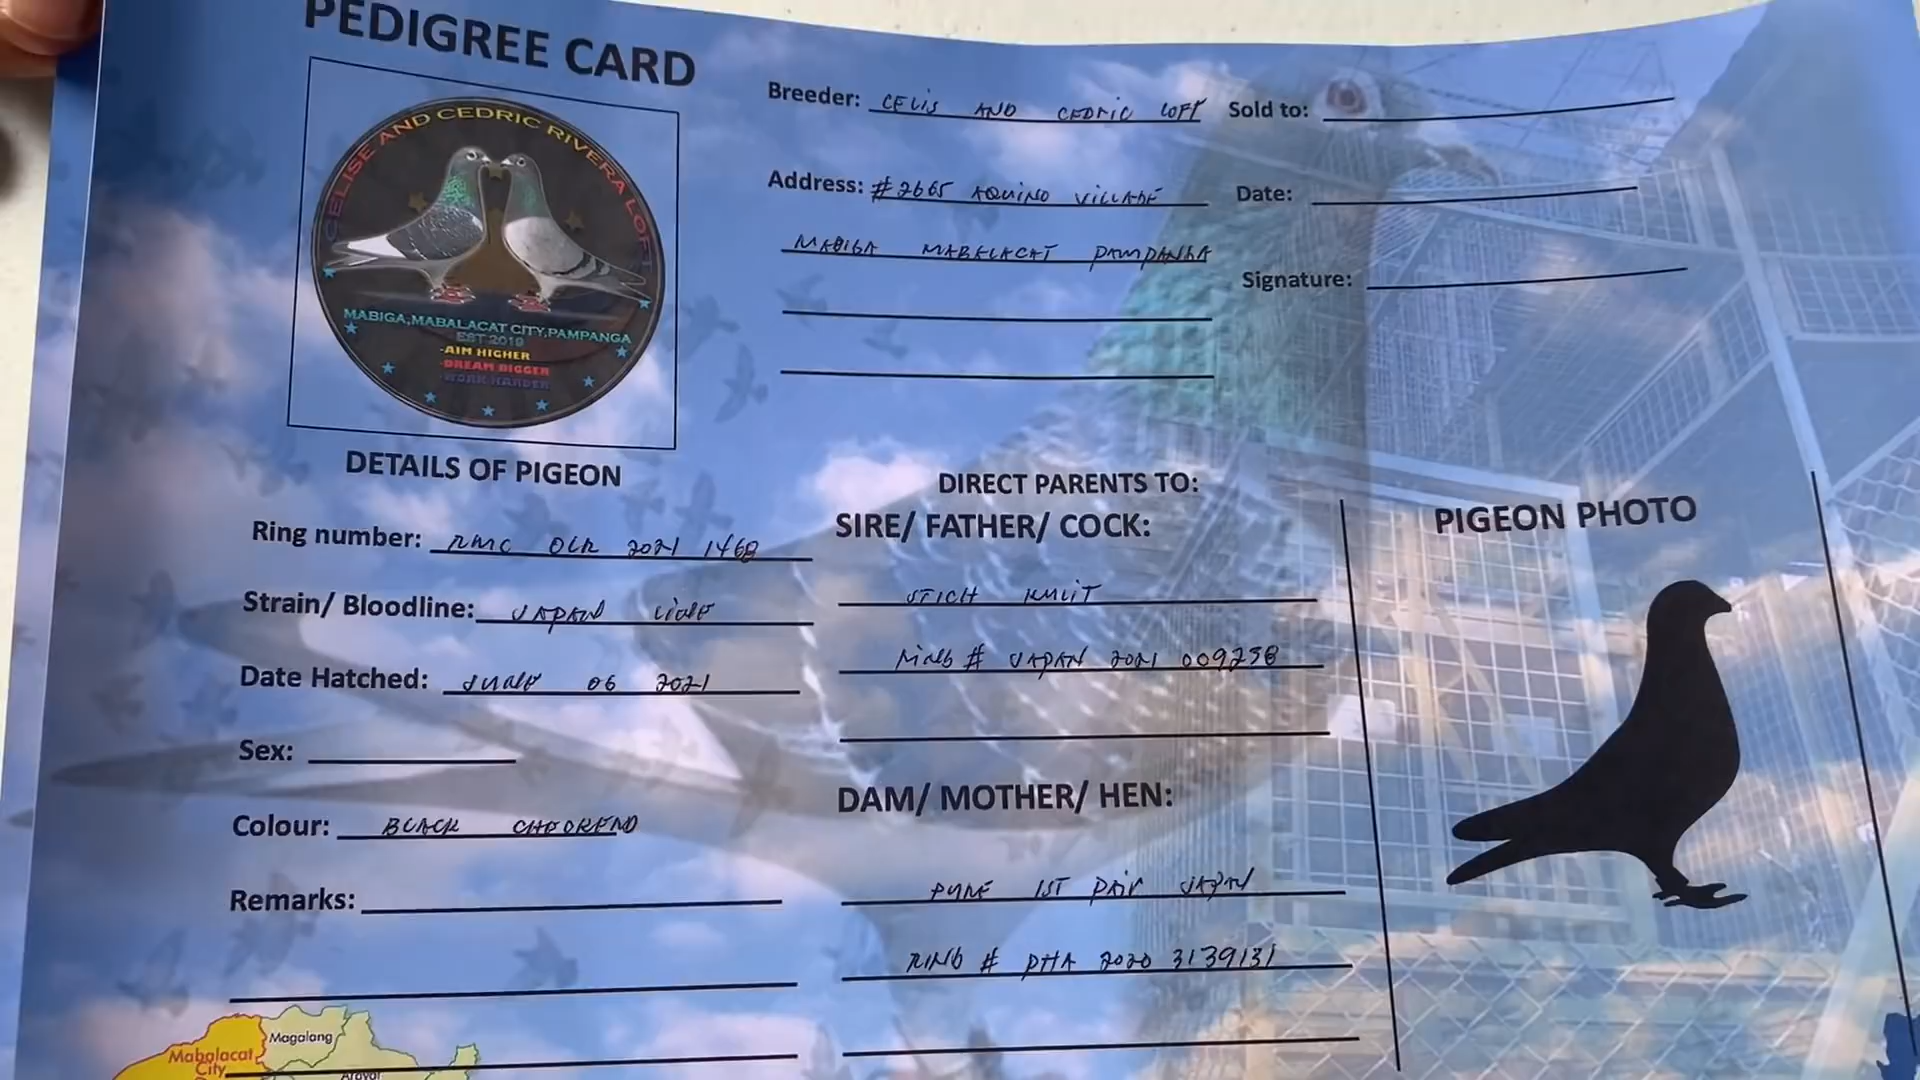 PEDIGREE CARD
CELISE AND CEDRIC RIVERA LOFT
MABIGA,MABALACAT CITY,PAMPANGA
EST 2019
-AIM HIGHER
-DREAM BIGGER
-WORK HARDER
Breeder: CELIS AND CEDRIC LOFT
Address: #2665 AQUINO VILLAGE
MABIGA MABALACAT PAMPANGA
Sold to:
Date:
Signature:
DETAILS OF PIGEON
Ring number: RMC OLR 2021 1468
Strain/ Bloodline: JAPAN LINE
Date Hatched: JUNE 06 2021
Sex:
Colour: BLACK
Remarks:
DIRECT PARENTS TO:
SIRE/ FATHER/ COCK:
STICH
RING # JAPAN 2021 009238
DAM/ MOTHER/ HEN:
PURE 1ST PAIR JAPAN
RING # PHA 2020 3139131
PIGEON PHOTO
Magalang
Mabalacat
City
Arayat